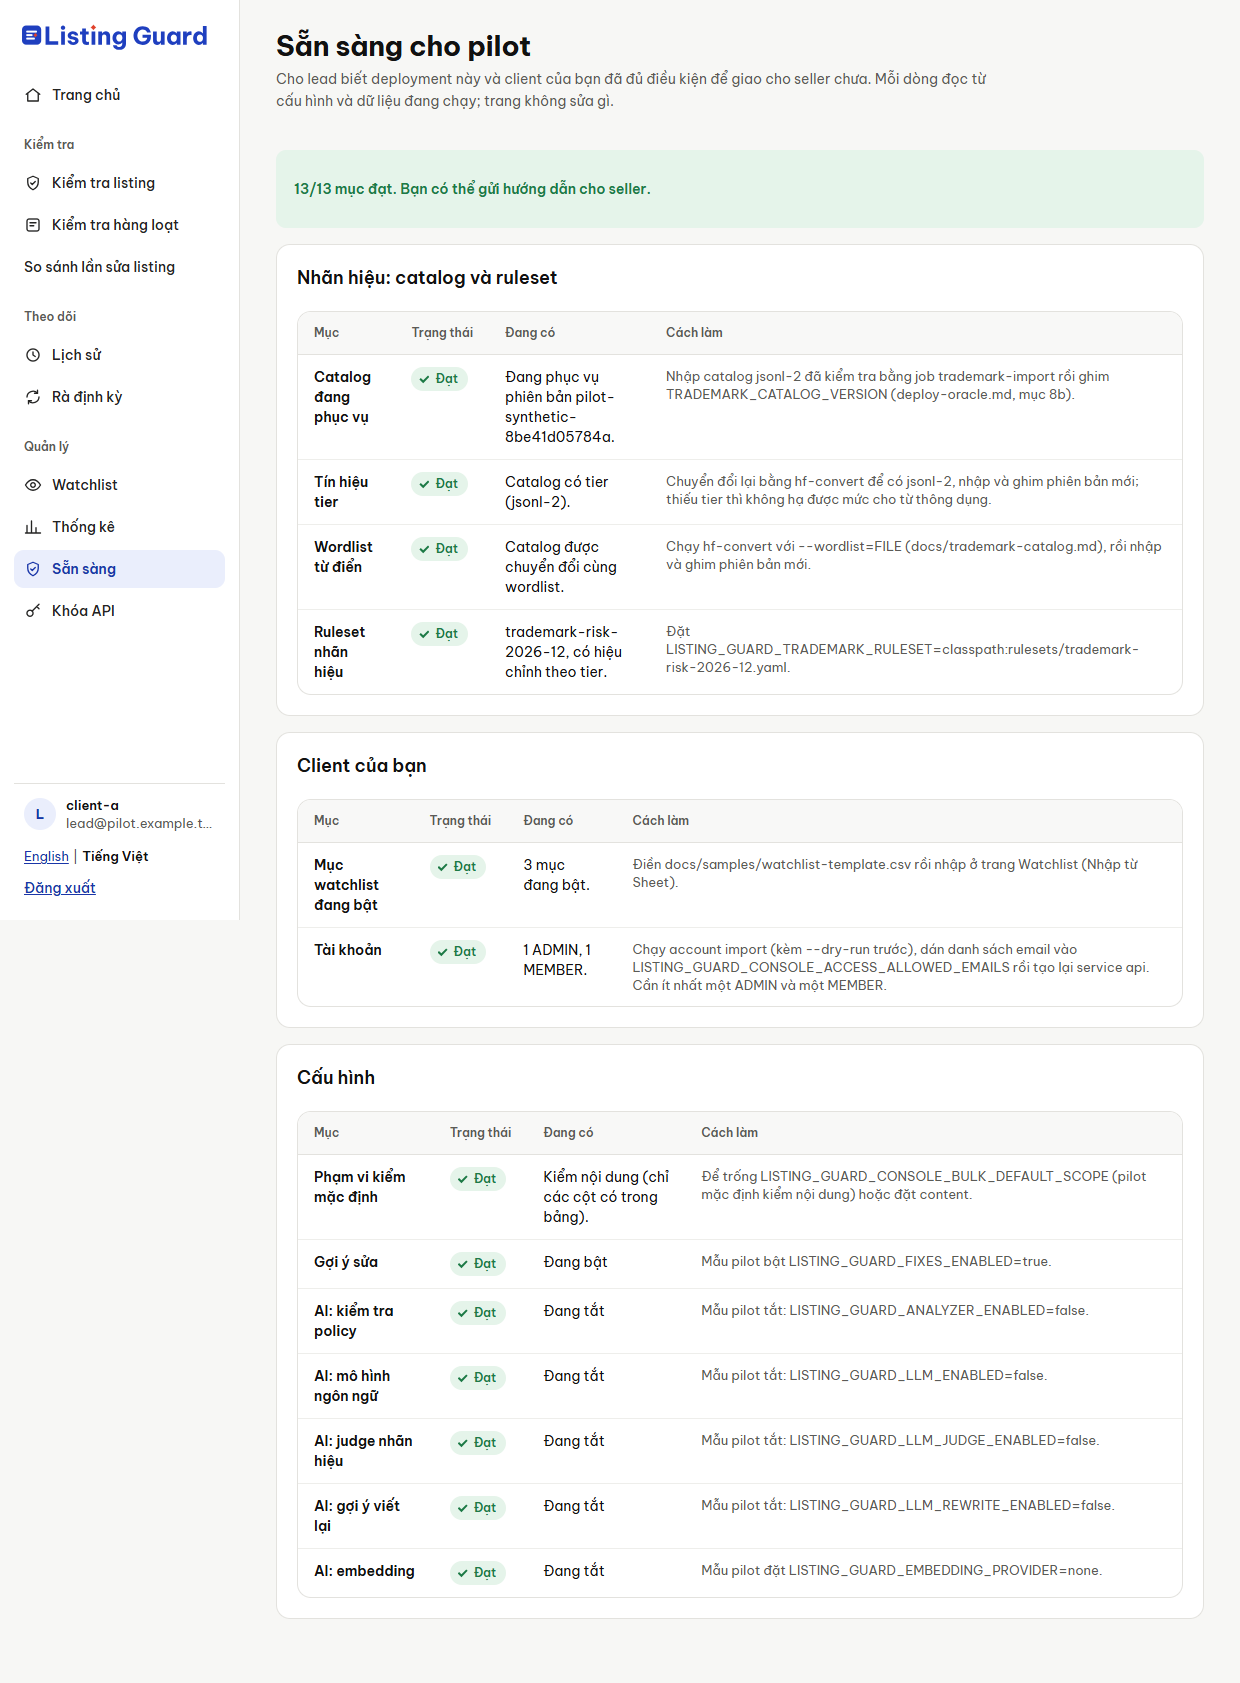 Listing Guard
Trang chủ
Kiểm tra
Kiểm tra listing
Kiểm tra hàng loạt
So sánh lần sửa listing
Theo dõi
Lịch sử
Rà định kỳ
Quản lý
Watchlist
Thống kê
Sẵn sàng
Khóa API
L
client-a
lead@pilot.example.t...
English | Tiếng Việt
Đăng xuất
Sẵn sàng cho pilot
Cho lead biết deployment này và client của bạn đã đủ điều kiện để giao cho seller chưa. Mỗi dòng đọc từ
cấu hình và dữ liệu đang chạy; trang không sửa gì.
13/13 mục đạt. Bạn có thể gửi hướng dẫn cho seller.
Nhãn hiệu: catalog và ruleset
Mục Trạng thái Đang có Cách làm
Catalog
đang
phục vụ
Đạt
Đang phục vụ
phiên bản pilot-
synthetic-
8be41d05784a.
Nhập catalog jsonl-2 đã kiểm tra bằng job trademark-import rồi ghim
TRADEMARK_CATALOG_VERSION (deploy-oracle.md, mục 8b).
Tín hiệu
tier
Đạt
Catalog có tier
(jsonl-2).
Chuyển đổi lại bằng hf-convert để có jsonl-2, nhập và ghim phiên bản mới;
thiếu tier thì không hạ được mức cho từ thông dụng.
Wordlist
từ điển
Đạt
Catalog được
chuyển đổi cùng
wordlist.
Chạy hf-convert với --wordlist=FILE (docs/trademark-catalog.md), rồi nhập
và ghim phiên bản mới.
Ruleset
nhãn
hiệu
Đạt
trademark-risk-
2026-12, có hiệu
chỉnh theo tier.
Đặt
LISTING_GUARD_TRADEMARK_RULESET=classpath:rulesets/trademark-
risk-2026-12.yaml.
Client của bạn
Mục Trạng thái Đang có Cách làm
Mục
watchlist
đang bật
Đạt
3 mục
đang bật.
Điền docs/samples/watchlist-template.csv rồi nhập ở trang Watchlist (Nhập từ
Sheet).
Tài khoản
Đạt
1 ADMIN, 1
MEMBER.
Chạy account import (kèm --dry-run trước), dán danh sách email vào
LISTING_GUARD_CONSOLE_ACCESS_ALLOWED_EMAILS rồi tạo lại service api.
Cần ít nhất một ADMIN và một MEMBER.
Cấu hình
Mục Trạng thái Đang có Cách làm
Phạm vi kiểm
mặc định
Đạt
Kiểm nội dung (chỉ
các cột có trong
bảng).
Để trống LISTING_GUARD_CONSOLE_BULK_DEFAULT_SCOPE (pilot
mặc định kiểm nội dung) hoặc đặt content.
Gợi ý sửa
Đạt
Đang bật
Mẫu pilot bật LISTING_GUARD_FIXES_ENABLED=true.
AI: kiểm tra
policy
Đạt
Đang tắt
Mẫu pilot tắt: LISTING_GUARD_ANALYZER_ENABLED=false.
AI: mô hình
ngôn ngữ
Đạt
Đang tắt
Mẫu pilot tắt: LISTING_GUARD_LLM_ENABLED=false.
AI: judge nhãn
hiệu
Đạt
Đang tắt
Mẫu pilot tắt: LISTING_GUARD_LLM_JUDGE_ENABLED=false.
AI: gợi ý viết
lại
Đạt
Đang tắt
Mẫu pilot tắt: LISTING_GUARD_LLM_REWRITE_ENABLED=false.
AI: embedding
Đạt
Đang tắt
Mẫu pilot đặt LISTING_GUARD_EMBEDDING_PROVIDER=none.